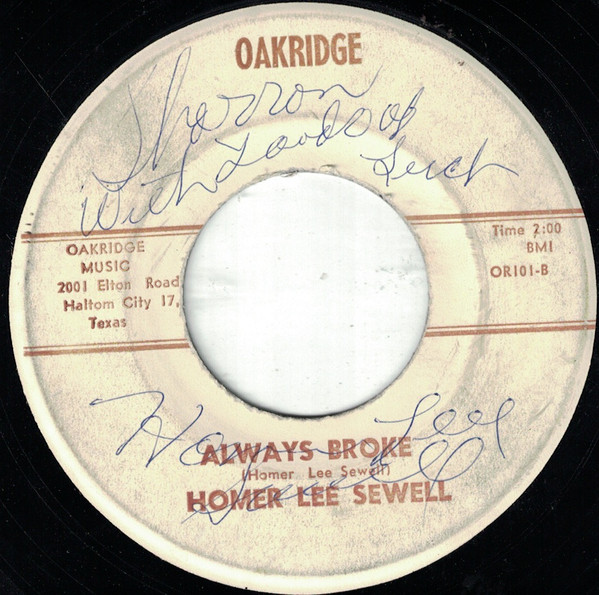 OAKRIDGE
Sharron
With Loads of
Luck
OAKRIDGE
MUSIC
2001 Elton Road
Haltom City 17,
Texas
Time 2:00
BMI
OR101-B
ALWAYS BROKE
(Homer Lee Sewell)
HOMER LEE SEWELL
Homer Lee
Sewell